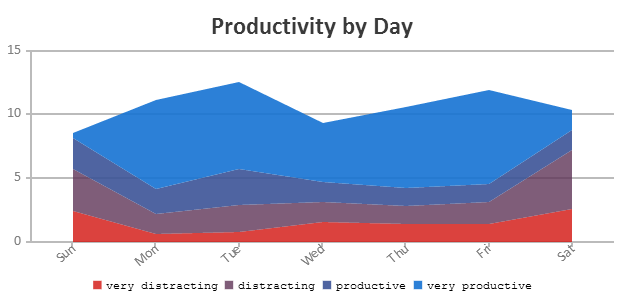 Productivity by Day
15
10
5
0
Sun Mon Tue Wed Thu Fri Sat
very distracting distracting productive very productive